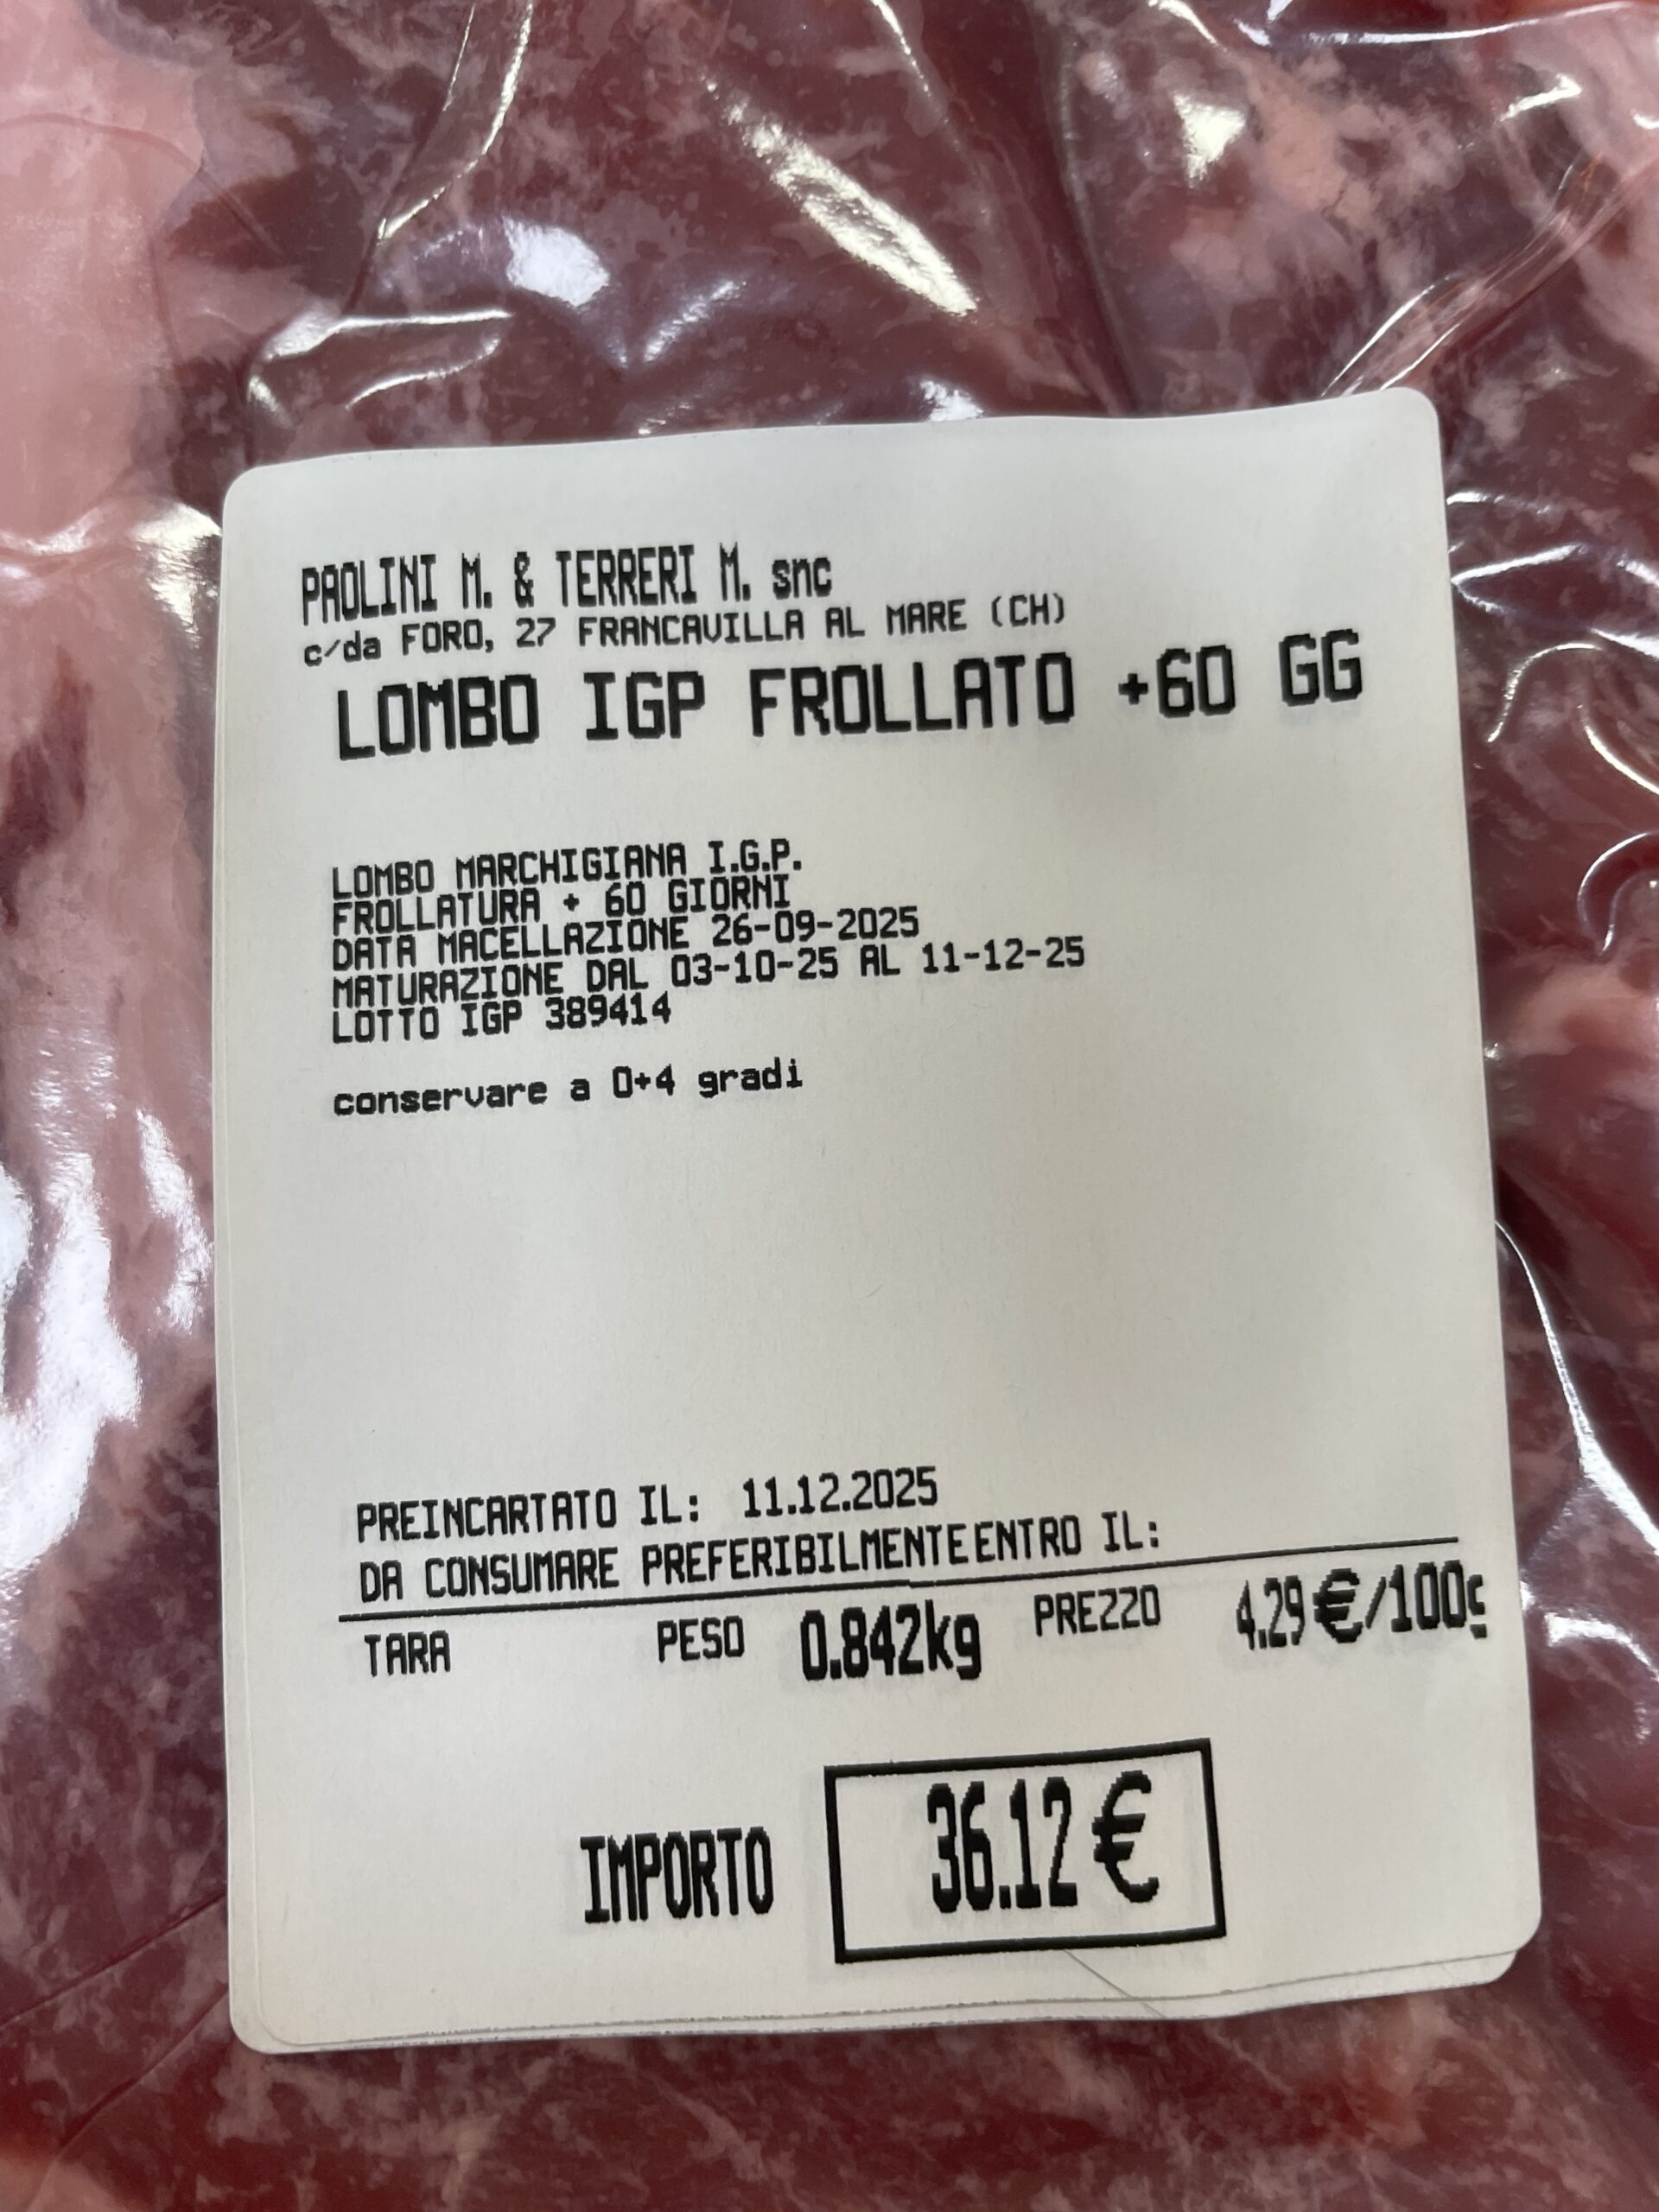 PAOLINI M. & TERRERI M. snc
c/da FORO, 27 FRANCAVILLA AL MARE (CH)
LOMBO IGP FROLLATO +60 GG
LOMBO MARCHIGIANA I.G.P.
FROLLATURA + 60 GIORNI
DATA MACELLAZIONE 26-09-2025
MATURAZIONE DAL 03-10-25 AL 11-12-25
LOTTO IGP 389414
conservare a 0+4 gradi
PREINCARTATO IL: 11.12.2025
DA CONSUMARE PREFERIBILMENTE ENTRO IL:
TARA PESO 0.842kg PREZZO 4.29 €/100g
IMPORTO 36.12 €